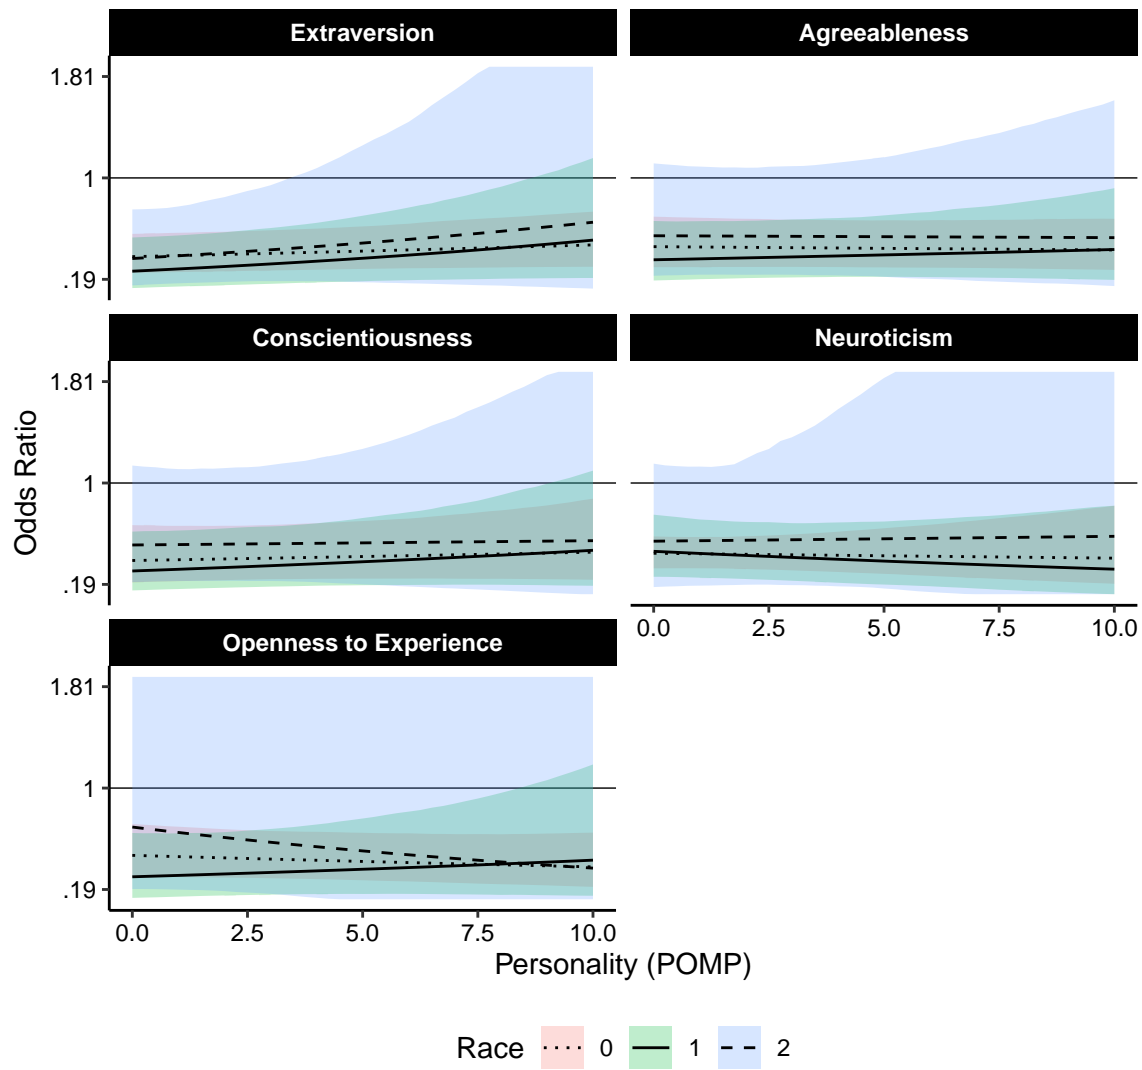 Extraversion
Agreeableness
1.81
1
.19
Conscientiousness
Neuroticism
1.81
1
.19
0.0 2.5 5.0 7.5 10.0
Openness to Experience
1.81
1
.19
0.0 2.5 5.0 7.5 10.0
Odds Ratio
Personality (POMP)
Race 0 1 2